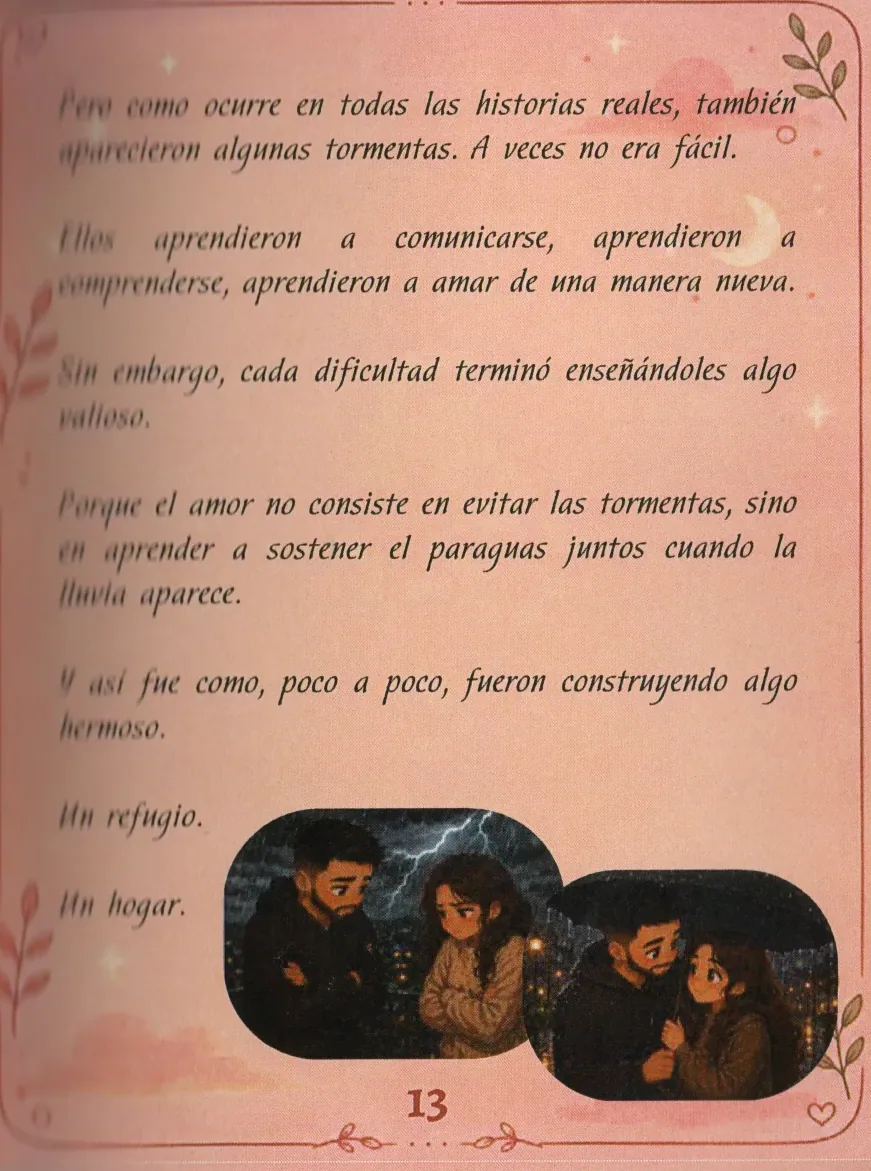 Pero como ocurre en todas las historias reales, también
aparecieron algunas tormentas. A veces no era fácil.
Ellos aprendieron a comunicarse, aprendieron a
comprenderse, aprendieron a amar de una manera nueva.
Sin embargo, cada dificultad terminó enseñándoles algo
valioso.
Porque el amor no consiste en evitar las tormentas, sino
en aprender a sostener el paraguas juntos cuando la
lluvia aparece.
Y así fue como, poco a poco, fueron construyendo algo
hermoso.
Un refugio.
Un hogar.
13